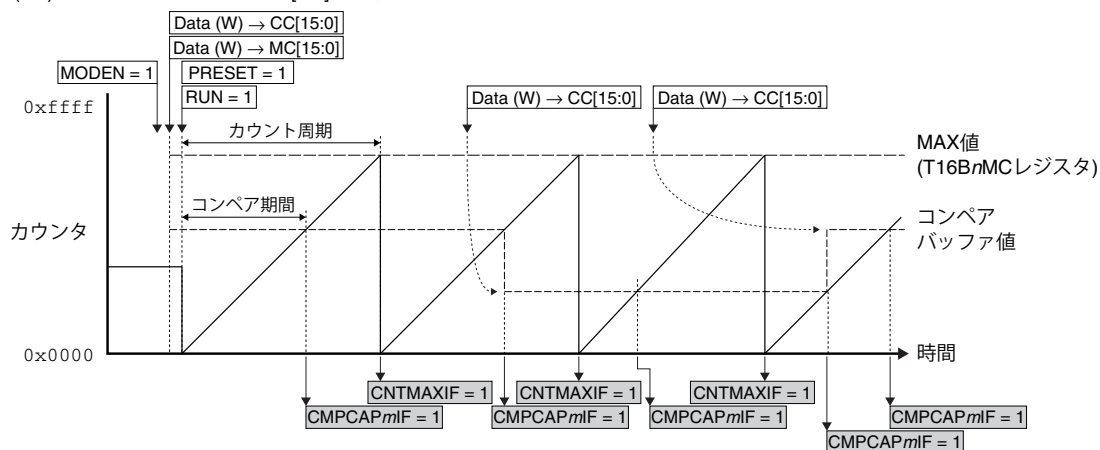 Data (W) → CC[15:0]
Data (W) → MC[15:0]
MODEN = 1
PRESET = 1
RUN = 1
Data (W) → CC[15:0]
Data (W) → CC[15:0]
0xffff
カウント周期
MAX値
(T16BnMCレジスタ)
コンペア期間
コンペア
バッファ値
カウンタ
0x0000
時間
CNTMAXIF = 1
CNTMAXIF = 1
CNTMAXIF = 1
CMPCAPmIF = 1
CMPCAPmIF = 1
CMPCAPmIF = 1
CMPCAPmIF = 1
CMPCAPmIF = 1